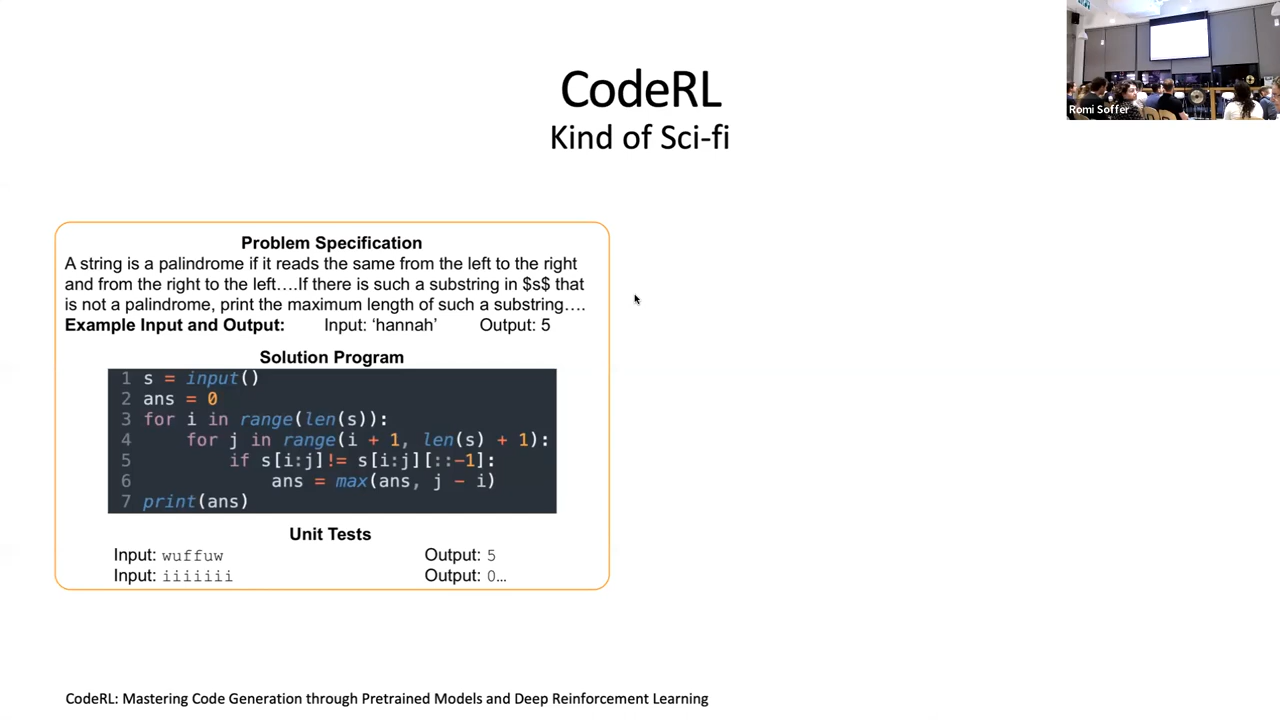 CodeRL
Kind of Sci-fi
Romi Soffer
Problem Specification
A string is a palindrome if it reads the same from the left to the right
and from the right to the left….If there is such a substring in $s$ that
is not a palindrome, print the maximum length of such a substring….
Example Input and Output: Input: ‘hannah’ Output: 5
Solution Program
1 s = input()
2 ans = 0
3 for i in range(len(s)):
4     for j in range(i + 1, len(s) + 1):
5         if s[i:j]!= s[i:j][::-1]:
6             ans = max(ans, j - i)
7 print(ans)
Unit Tests
Input: wuffuw Output: 5
Input: iiiiiii Output: 0…
CodeRL: Mastering Code Generation through Pretrained Models and Deep Reinforcement Learning